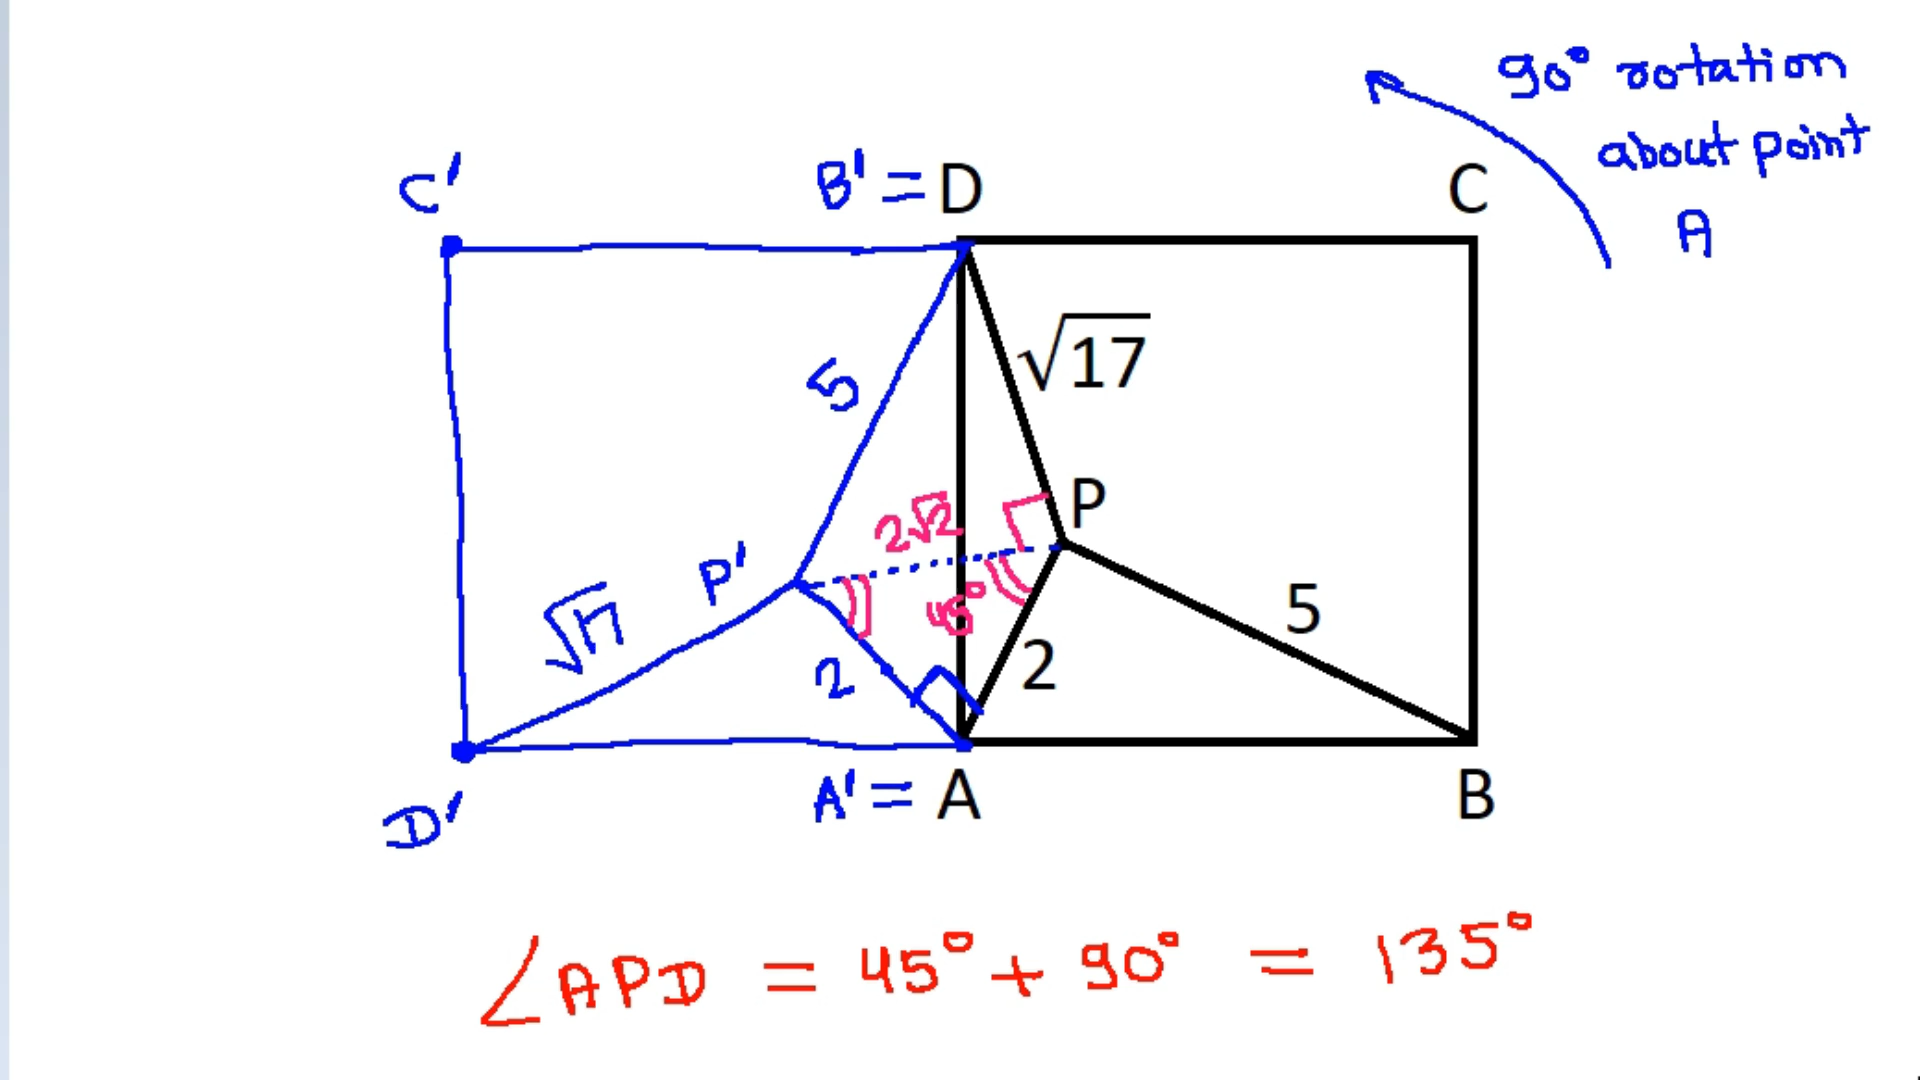 90° rotation
about point
A
C'
B' = D
C
√17
5
P
2√2
P'
45°
√17
5
2
2
A' = A
B
D'
∠APD = 45° + 90° = 135°